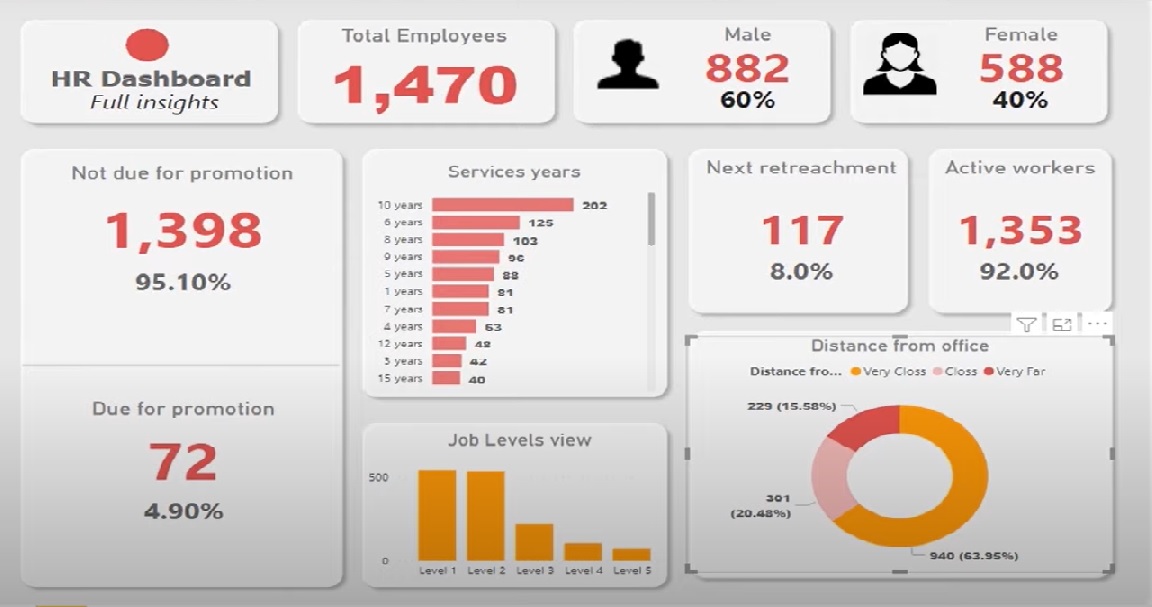 HR Dashboard
Full insights
Total Employees
1,470
Male
882
60%
Female
588
40%
Not due for promotion
1,398
95.10%
Due for promotion
72
4.90%
Services years
10 years 202
6 years 125
8 years 103
9 years 96
5 years 88
1 years
7 years 81
4 years 63
12 years 48
years 42
15 years 40
Job Levels view
500
0
Level 1 Level 2 Level 3 Level 4 Level 5
Next retreachment
117
8.0%
Active workers
1,353
92.0%
Distance from office
Distance fro... Very Closs Closs Very Far
229 (15.58%)
301
(20.48%)
940 (63.95%)